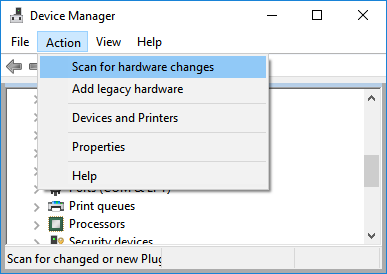 Device Manager
File Action View Help
Scan for hardware changes
Add legacy hardware
Devices and Printers
Properties
Help
Print queues
Processors
Security devices
Scan for changed or new Plug